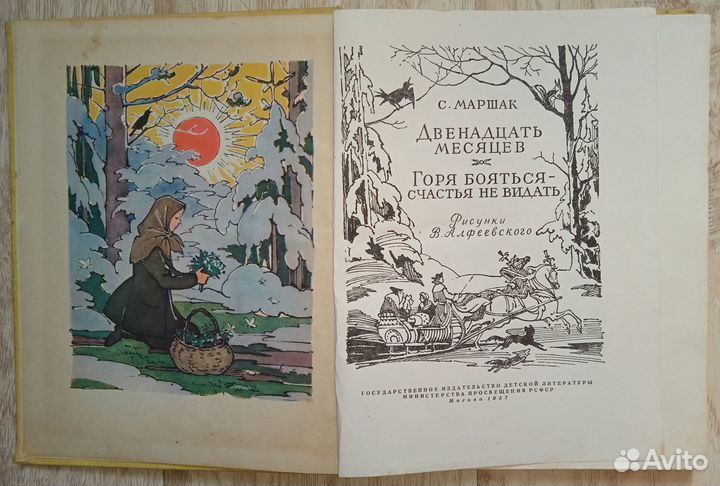 С. МАРШАК
ДВЕНАДЦАТЬ
МЕСЯЦЕВ
ГОРЯ БОЯТЬСЯ-
СЧАСТЬЯ НЕ ВИДАТЬ
Рисунки
В. Алфеевского
ГОСУДАРСТВЕННОЕ ИЗДАТЕЛЬСТВО ДЕТСКОЙ ЛИТЕРАТУРЫ
МИНИСТЕРСТВА ПРОСВЕЩЕНИЯ РСФСР
Москва 1957
Avito